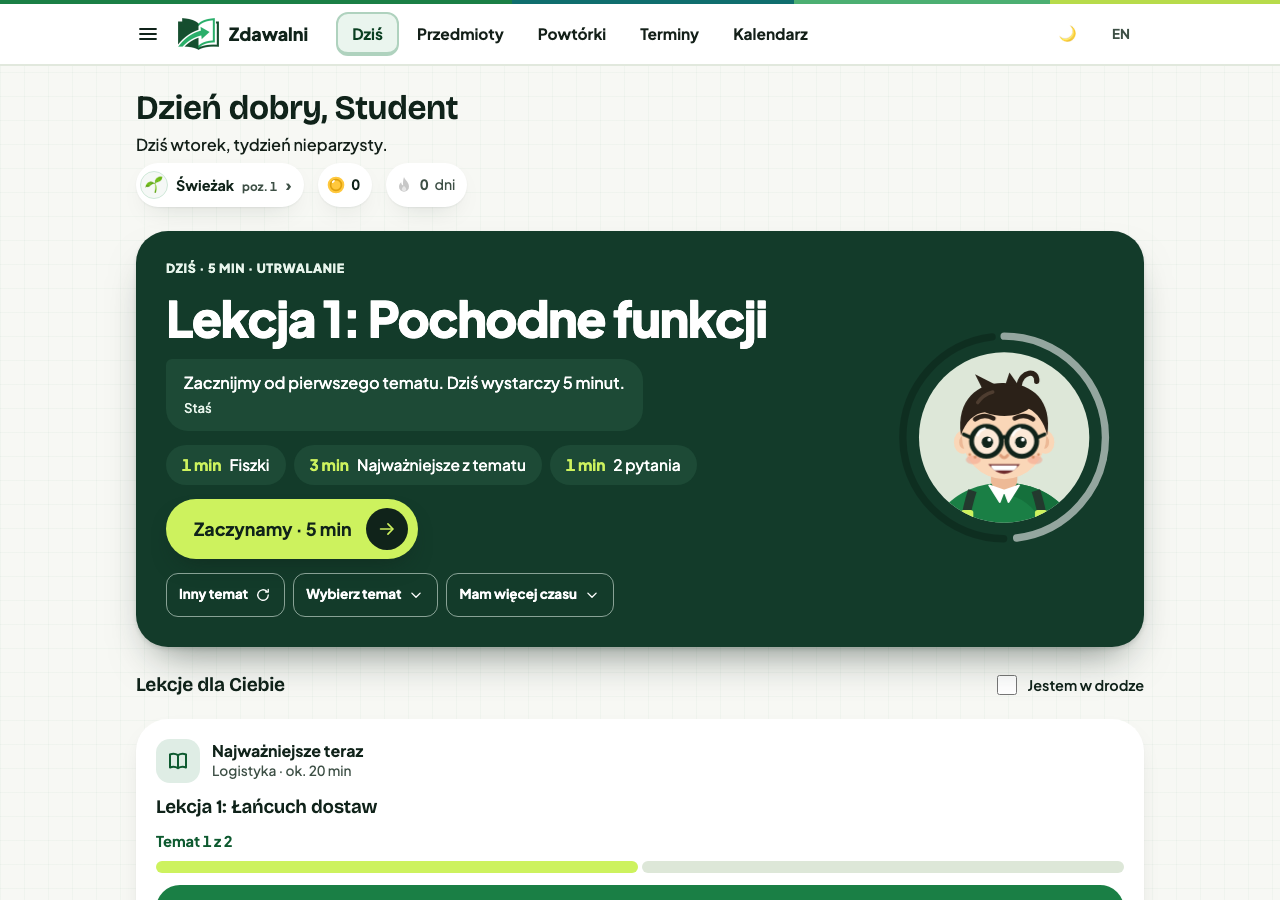 Zdawalni
Dziś
Przedmioty
Powtórki
Terminy
Kalendarz
EN
Dzień dobry, Student
Dziś wtorek, tydzień nieparzysty.
Świeżak poz. 1 ›
0
0 dni
DZIŚ · 5 MIN · UTRWALANIE
Lekcja 1: Pochodne funkcji
Zacznijmy od pierwszego tematu. Dziś wystarczy 5 minut.
Staś
1 min Fiszki
3 min Najważniejsze z tematu
1 min 2 pytania
Zaczynamy · 5 min
Inny temat
Wybierz temat
Mam więcej czasu
Lekcje dla Ciebie
Jestem w drodze
Najważniejsze teraz
Logistyka · ok. 20 min
Lekcja 1: Łańcuch dostaw
Temat 1 z 2